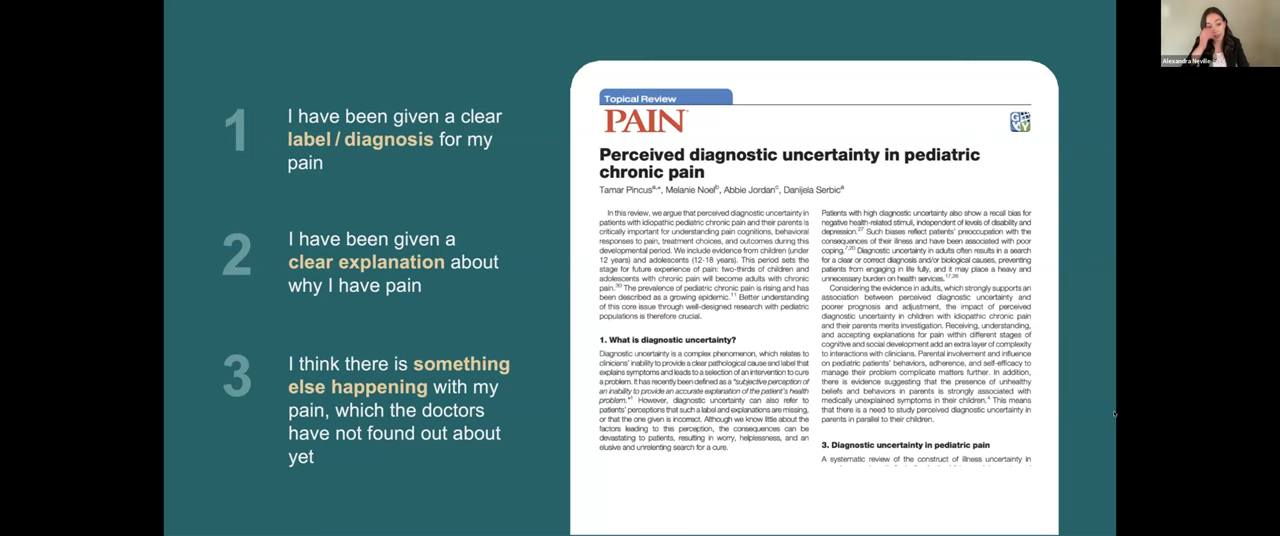 1
I have been given a clear
label / diagnosis for my
pain
2
I have been given a
clear explanation about
why I have pain
3
I think there is something
else happening with my
pain, which the doctors
have not found out about
yet
Topical Review
PAIN®
Perceived diagnostic uncertainty in pediatric
chronic pain
Tamar Pincusa,*, Melanie Noelb, Abbie Jordanc, Danijela Serbica
In this review, we argue that perceived diagnostic uncertainty in
patients with idiopathic pediatric chronic pain and their parents is
critically important for understanding pain cognitions, behavioral
responses to pain, treatment choices, and outcomes during this
developmental period. We include evidence from children (under
12 years) and adolescents (12-18 years). This period sets the
stage for future experience of pain: two-thirds of children and
adolescents with chronic pain will become adults with chronic
pain.30 The prevalence of pediatric chronic pain is rising and has
been described as a growing epidemic.11 Better understanding
of this core issue through well-designed research with pediatric
populations is therefore crucial.
1. What is diagnostic uncertainty?
Diagnostic uncertainty is a complex phenomenon, which relates to
clinicians' inability to provide a clear pathological cause and label that
explains symptoms and leads to a selection of an intervention to cure
a problem. It has recently been defined as a "subjective perception of
an inability to provide an accurate explanation of the patient's health
problem."1 However, diagnostic uncertainty can also refer to
patients' perceptions that such a label and explanations are missing,
or that the one given is incorrect. Although we know little about the
factors leading to this perception, the consequences can be
devastating to patients, resulting in worry, helplessness, and an
elusive and unrelenting search for a cure.
Patients with high diagnostic uncertainty also show a recall bias for
negative health-related stimuli, independent of levels of disability and
depression.27 Such biases reflect patients' preoccupation with the
consequences of their illness and have been associated with poor
coping.7,20 Diagnostic uncertainty in adults often results in a search
for a clear or correct diagnosis and/or biological causes, preventing
patients from engaging in life fully, and it may place a heavy and
unnecessary burden on health services.17,26
Considering the evidence in adults, which strongly supports an
association between perceived diagnostic uncertainty and
poorer prognosis and adjustment, the impact of perceived
diagnostic uncertainty in children with idiopathic chronic pain
and their parents merits investigation. Receiving, understanding,
and accepting explanations for pain within different stages of
cognitive and social development add an extra layer of complexity
to interactions with clinicians. Parental involvement and influence
on pediatric patients' behaviors, adherence, and self-efficacy to
manage their problem complicate matters further. In addition,
there is evidence suggesting that the presence of unhealthy
beliefs and behaviors in parents is strongly associated with
medically unexplained symptoms in their children.4 This means
that there is a need to study perceived diagnostic uncertainty in
parents in parallel to their children.
3. Diagnostic uncertainty in pediatric pain
A systematic review of the construct of illness uncertainty in
Alexandra Neville